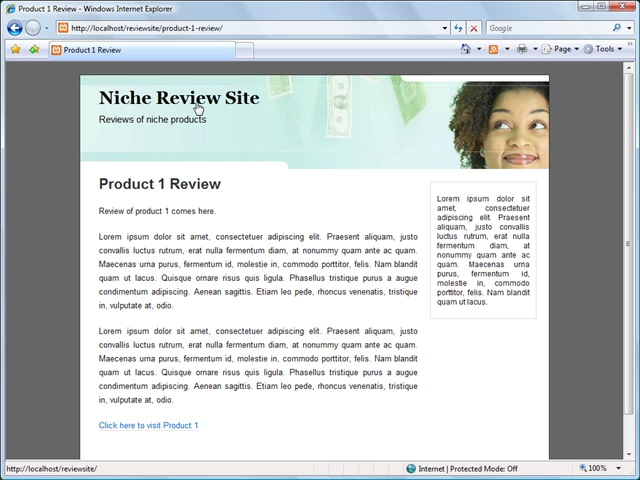 Product 1 Review - Windows Internet Explorer
http://localhost/reviewsite/product-1-review/
Google
Product 1 Review
Page
Tools
Niche Review Site
Reviews of niche products
Product 1 Review
Review of product 1 comes here.
Lorem ipsum dolor sit amet, consectetuer adipiscing elit. Praesent aliquam, justo
convallis luctus rutrum, erat nulla fermentum diam, at nonummy quam ante ac quam.
Maecenas urna purus, fermentum id, molestie in, commodo porttitor, felis. Nam blandit
quam ut lacus. Quisque ornare risus quis ligula. Phasellus tristique purus a augue
condimentum adipiscing. Aenean sagittis. Etiam leo pede, rhoncus venenatis, tristique
in, vulputate at, odio.
Lorem ipsum dolor sit amet, consectetuer adipiscing elit. Praesent aliquam, justo
convallis luctus rutrum, erat nulla fermentum diam, at nonummy quam ante ac quam.
Maecenas urna purus, fermentum id, molestie in, commodo porttitor, felis. Nam blandit
quam ut lacus. Quisque ornare risus quis ligula. Phasellus tristique purus a augue
condimentum adipiscing. Aenean sagittis. Etiam leo pede, rhoncus venenatis, tristique
in, vulputate at, odio.
Click here to visit Product 1
Lorem ipsum dolor sit
amet, consectetuer
adipiscing elit. Praesent
aliquam, justo convallis
luctus rutrum, erat nulla
fermentum diam, at
nonummy quam ante ac
quam. Maecenas urna
purus, fermentum id,
molestie in, commodo
porttitor, felis. Nam blandit
quam ut lacus.
http://localhost/reviewsite/
Internet | Protected Mode: Off
100%